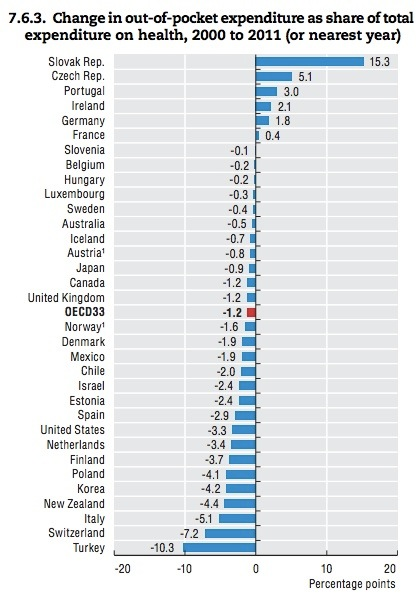 7.6.3. Change in out-of-pocket expenditure as share of total
expenditure on health, 2000 to 2011 (or nearest year)
Slovak Rep. 15.3
Czech Rep. 5.1
Portugal 3.0
Ireland 2.1
Germany 1.8
France 0.4
Slovenia -0.1
Belgium -0.2
Hungary -0.2
Luxembourg -0.3
Sweden -0.4
Australia -0.5
Iceland -0.7
Austria¹ -0.8
Japan -0.9
Canada -1.2
United Kingdom -1.2
OECD33 -1.2
Norway¹ -1.6
Denmark -1.9
Mexico -1.9
Chile -2.0
Israel -2.4
Estonia -2.4
Spain -2.9
United States -3.3
Netherlands -3.4
Finland -3.7
Poland -4.1
Korea -4.2
New Zealand -4.4
Italy -5.1
Switzerland -7.2
Turkey -10.3
-20 -10 0 10 20
Percentage points